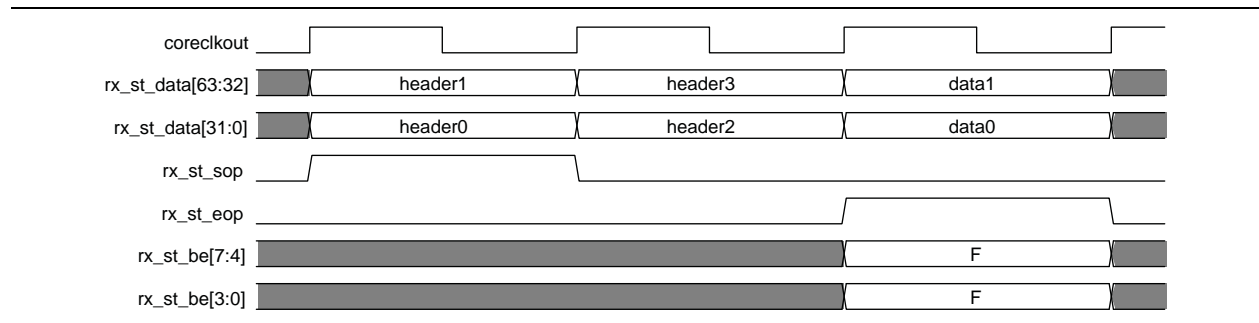 coreclkout
rx_st_data[63:32] header1 header3 data1
rx_st_data[31:0] header0 header2 data0
rx_st_sop
rx_st_eop
rx_st_be[7:4] F
rx_st_be[3:0] F